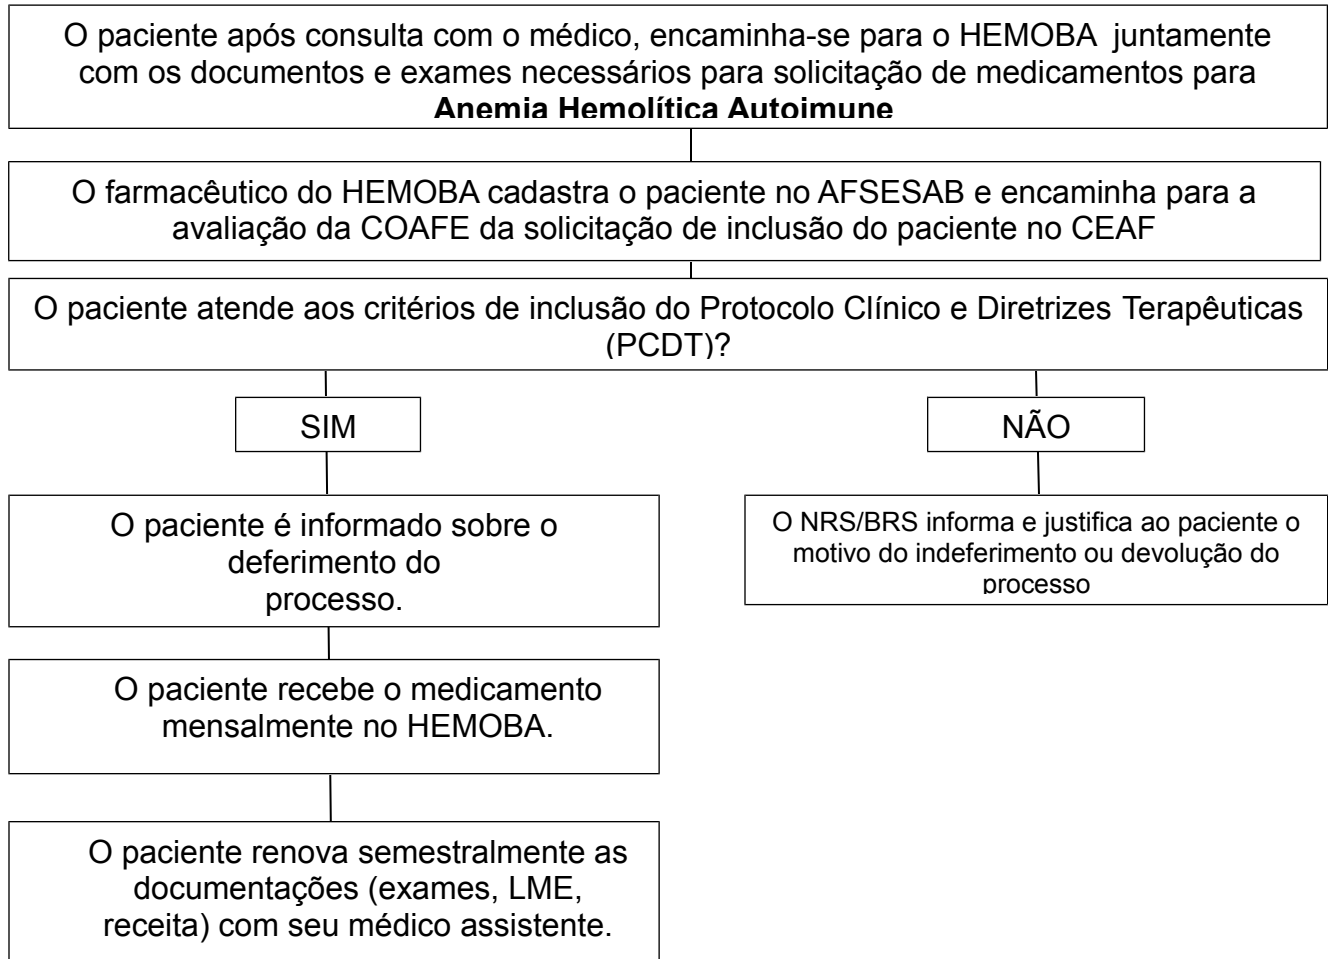 O paciente após consulta com o médico, encaminha-se para o HEMOBA juntamente
com os documentos e exames necessários para solicitação de medicamentos para
Anemia Hemolítica Autoimune
O farmacêutico do HEMOBA cadastra o paciente no AFSESAB e encaminha para a
avaliação da COAFE da solicitação de inclusão do paciente no CEAF
O paciente atende aos critérios de inclusão do Protocolo Clínico e Diretrizes Terapêuticas
(PCDT)?
SIM
NÃO
O paciente é informado sobre o
deferimento do
processo.
O NRS/BRS informa e justifica ao paciente o
motivo do indeferimento ou devolução do
processo
O paciente recebe o medicamento
mensalmente no HEMOBA.
O paciente renova semestralmente as
documentações (exames, LME,
receita) com seu médico assistente.